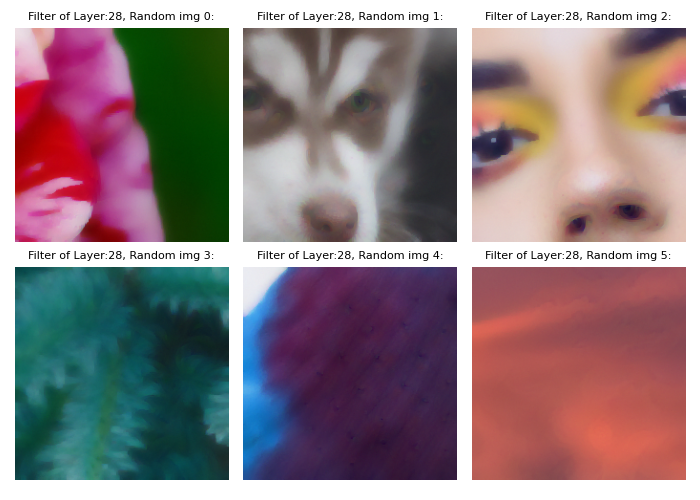 Filter of Layer:28, Random img 0:
Filter of Layer:28, Random img 1:
Filter of Layer:28, Random img 2:
Filter of Layer:28, Random img 3:
Filter of Layer:28, Random img 4:
Filter of Layer:28, Random img 5: